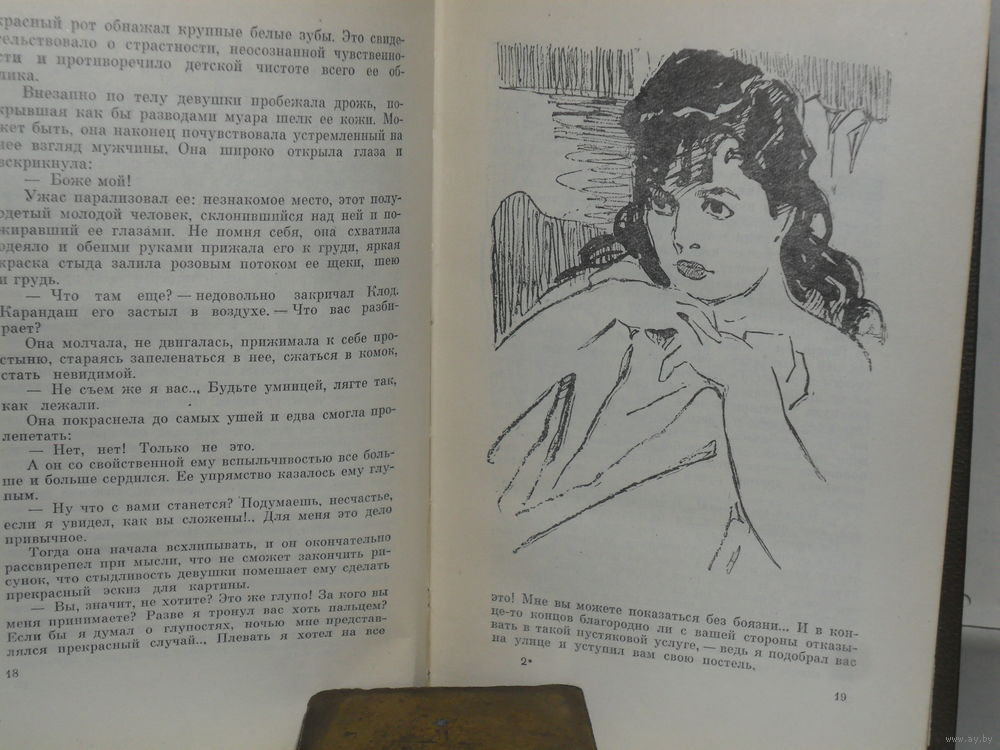 красный рот обнажал крупные белые зубы. Это свиде-
тельствовало о страстности, неосознанной чувственно-
сти и противоречило детской чистоте всего ее об-
лика.
Внезапно по телу девушки пробежала дрожь, по-
крывшая как бы разводами муара шелк ее кожи. Мо-
жет быть, она наконец почувствовала устремленный на
нее взгляд мужчины. Она широко открыла глаза и
вскрикнула:
— Боже мой!
Ужас парализовал ее: незнакомое место, этот полу-
одетый молодой человек, склонившийся над ней и по-
жиравший ее глазами. Не помня себя, она схватила
одеяло и обеими руками прижала его к груди, яркая
краска стыда залила розовым потоком ее щеки, шею
и грудь.
— Что там еще? — недовольно закричал Клод.
Карандаш его застыл в воздухе. — Что вас разби-
рает?
Она молчала, не двигалась, прижимала к себе про-
стыню, стараясь запеленаться в нее, сжаться в комок,
стать невидимой.
— Не съем же я вас... Будьте умницей, лягте так,
как лежали.
Она покраснела до самых ушей и едва смогла про-
лепетать:
— Нет, нет! Только не это.
А он со свойственной ему вспыльчивостью все боль-
ше и больше сердился. Ее упрямство казалось ему глу-
пым.
— Ну что с вами станется? Подумаешь, несчастье,
если я увидел, как вы сложены!.. Для меня это дело
привычное.
Тогда она начала всхлипывать, и он окончательно
рассвирепел при мысли, что не сможет закончить ри-
сунок, что стыдливость девушки помешает ему сделать
прекрасный эскиз для картины.
— Вы, значит, не хотите? Это же глупо! За кого вы
меня принимаете? Разве я тронул вас хоть пальцем?
Если бы я думал о глупостях, ночью мне представ-
лялся прекрасный случай... Плевать я хотел на все
18
это! Мне вы можете показаться без боязни... И в кон-
це-то концов благородно ли с вашей стороны отказы-
вать в такой пустяковой услуге, — ведь я подобрал вас
на улице и уступил вам свою постель.
2*
19
www.ay.by